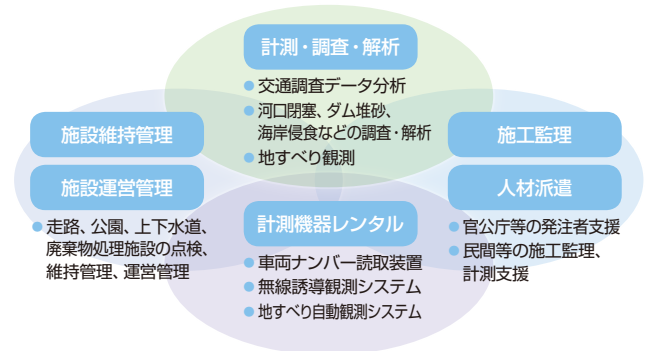 計測・調査・解析
● 交通調査データ分析
● 河口閉塞、ダム堆砂、
海岸侵食などの調査・解析
● 地すべり観測
施設維持管理
施設運営管理
● 走路、公園、上下水道、
廃棄物処理施設の点検、
維持管理、運営管理
計測機器レンタル
● 車両ナンバー読取装置
● 無線誘導観測システム
● 地すべり自動観測システム
施工監理
人材派遣
● 官公庁等の発注者支援
● 民間等の施工監理、
計測支援